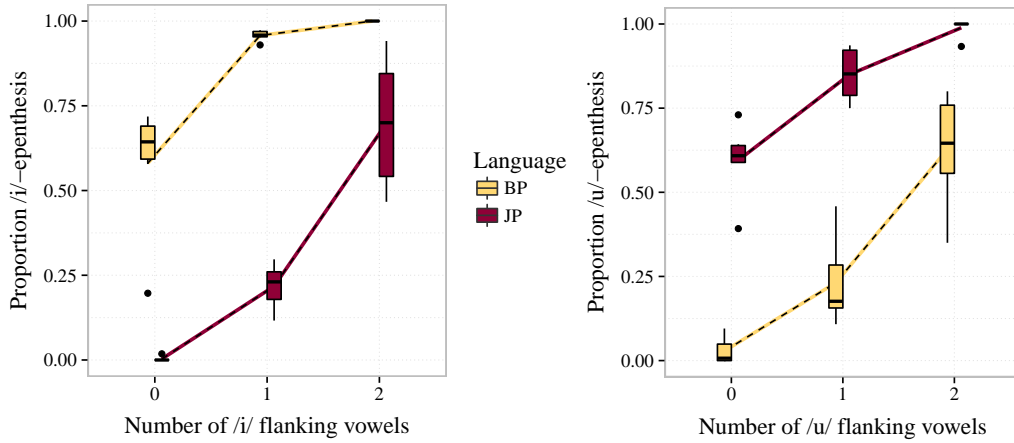 1.00
0.75
0.50
0.25
0.00
Proportion /i/−epenthesis
0 1 2
Number of /i/ flanking vowels
Language
BP
JP
1.00
0.75
0.50
0.25
0.00
Proportion /u/−epenthesis
0 1 2
Number of /u/ flanking vowels